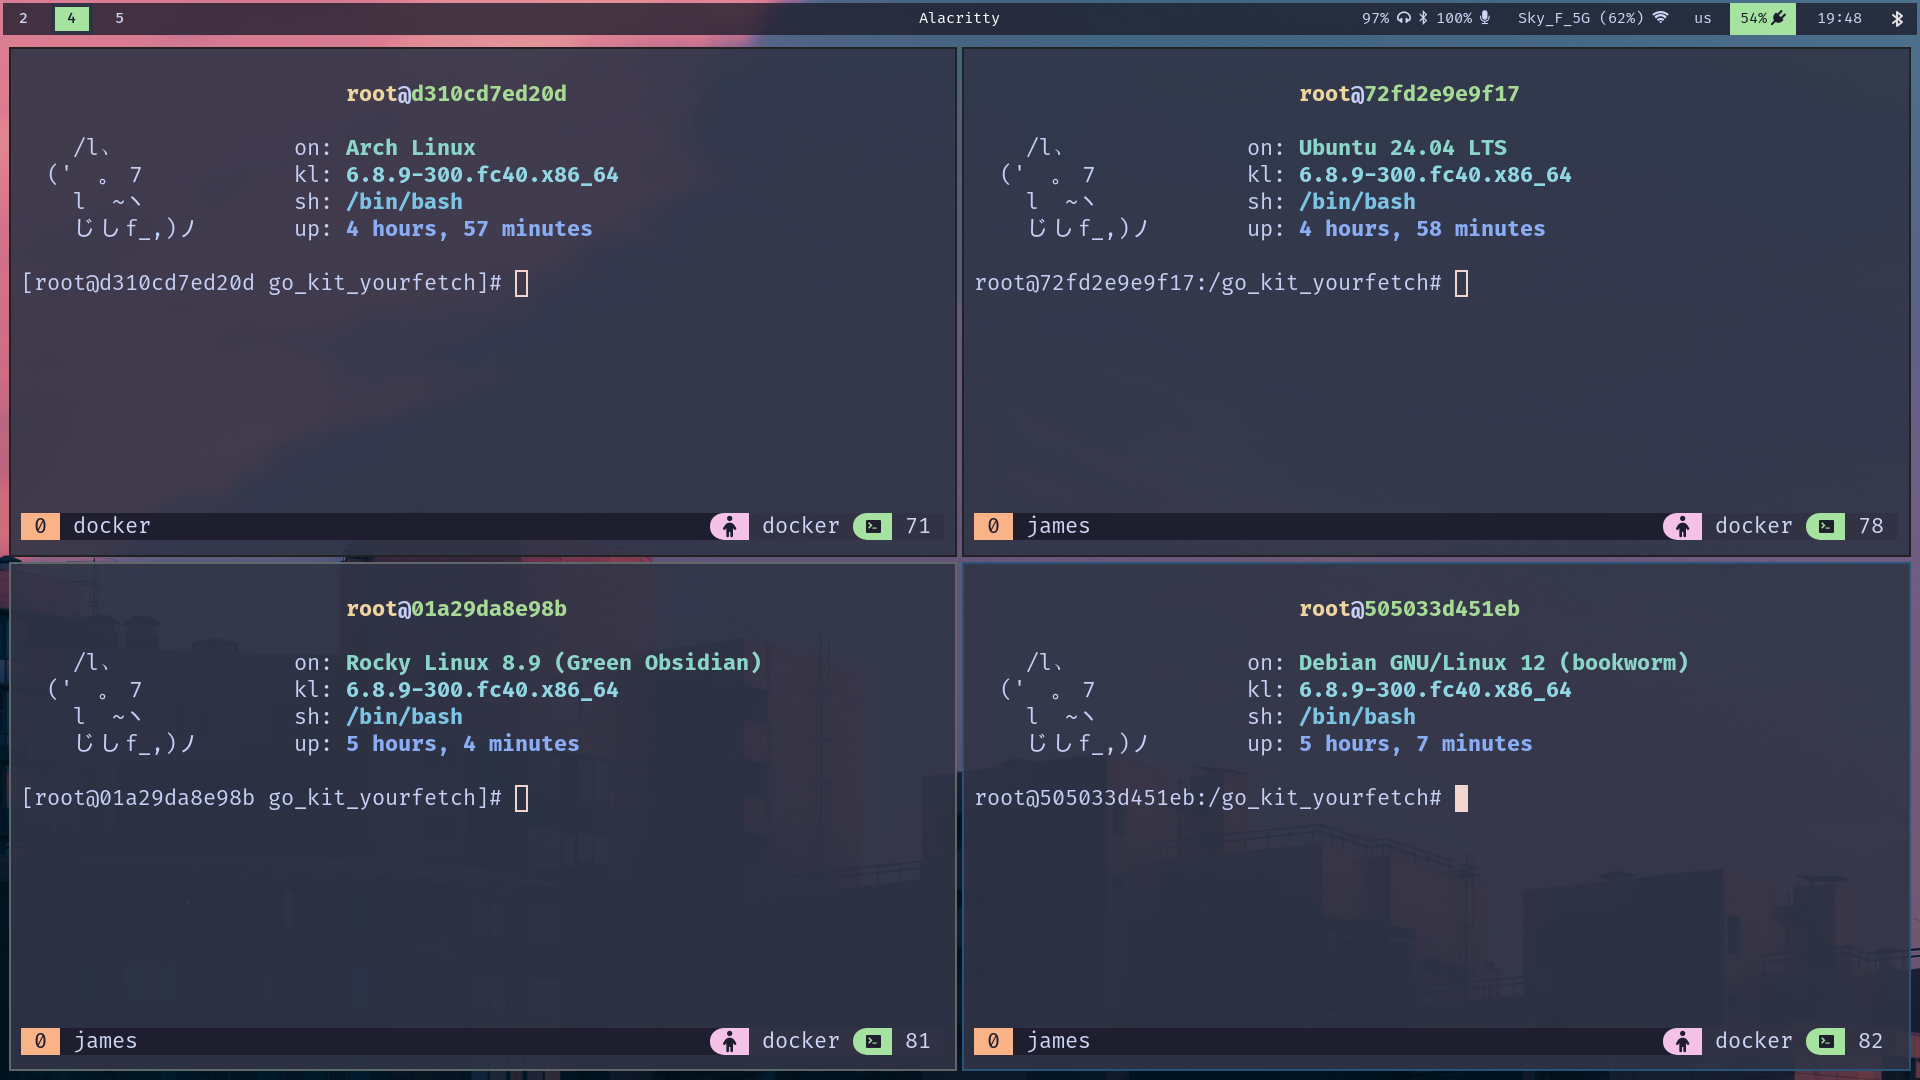 2 4 5 Alacritty 97% 100% Sky_F_5G (62%) us 54% 19:48
root@d310cd7ed20d
/l、 on: Arch Linux
(' 。 7 kl: 6.8.9-300.fc40.x86_64
l ~ヽ sh: /bin/bash
じしf_,)ノ up: 4 hours, 57 minutes
[root@d310cd7ed20d go_kit_yourfetch]#
0 docker docker 71
root@72fd2e9e9f17
/l、 on: Ubuntu 24.04 LTS
(' 。 7 kl: 6.8.9-300.fc40.x86_64
l ~ヽ sh: /bin/bash
じしf_,)ノ up: 4 hours, 58 minutes
root@72fd2e9e9f17:/go_kit_yourfetch#
0 james docker 78
root@01a29da8e98b
/l、 on: Rocky Linux 8.9 (Green Obsidian)
(' 。 7 kl: 6.8.9-300.fc40.x86_64
l ~ヽ sh: /bin/bash
じしf_,)ノ up: 5 hours, 4 minutes
[root@01a29da8e98b go_kit_yourfetch]#
0 james docker 81
root@505033d451eb
/l、 on: Debian GNU/Linux 12 (bookworm)
(' 。 7 kl: 6.8.9-300.fc40.x86_64
l ~ヽ sh: /bin/bash
じしf_,)ノ up: 5 hours, 7 minutes
root@505033d451eb:/go_kit_yourfetch#
0 james docker 82